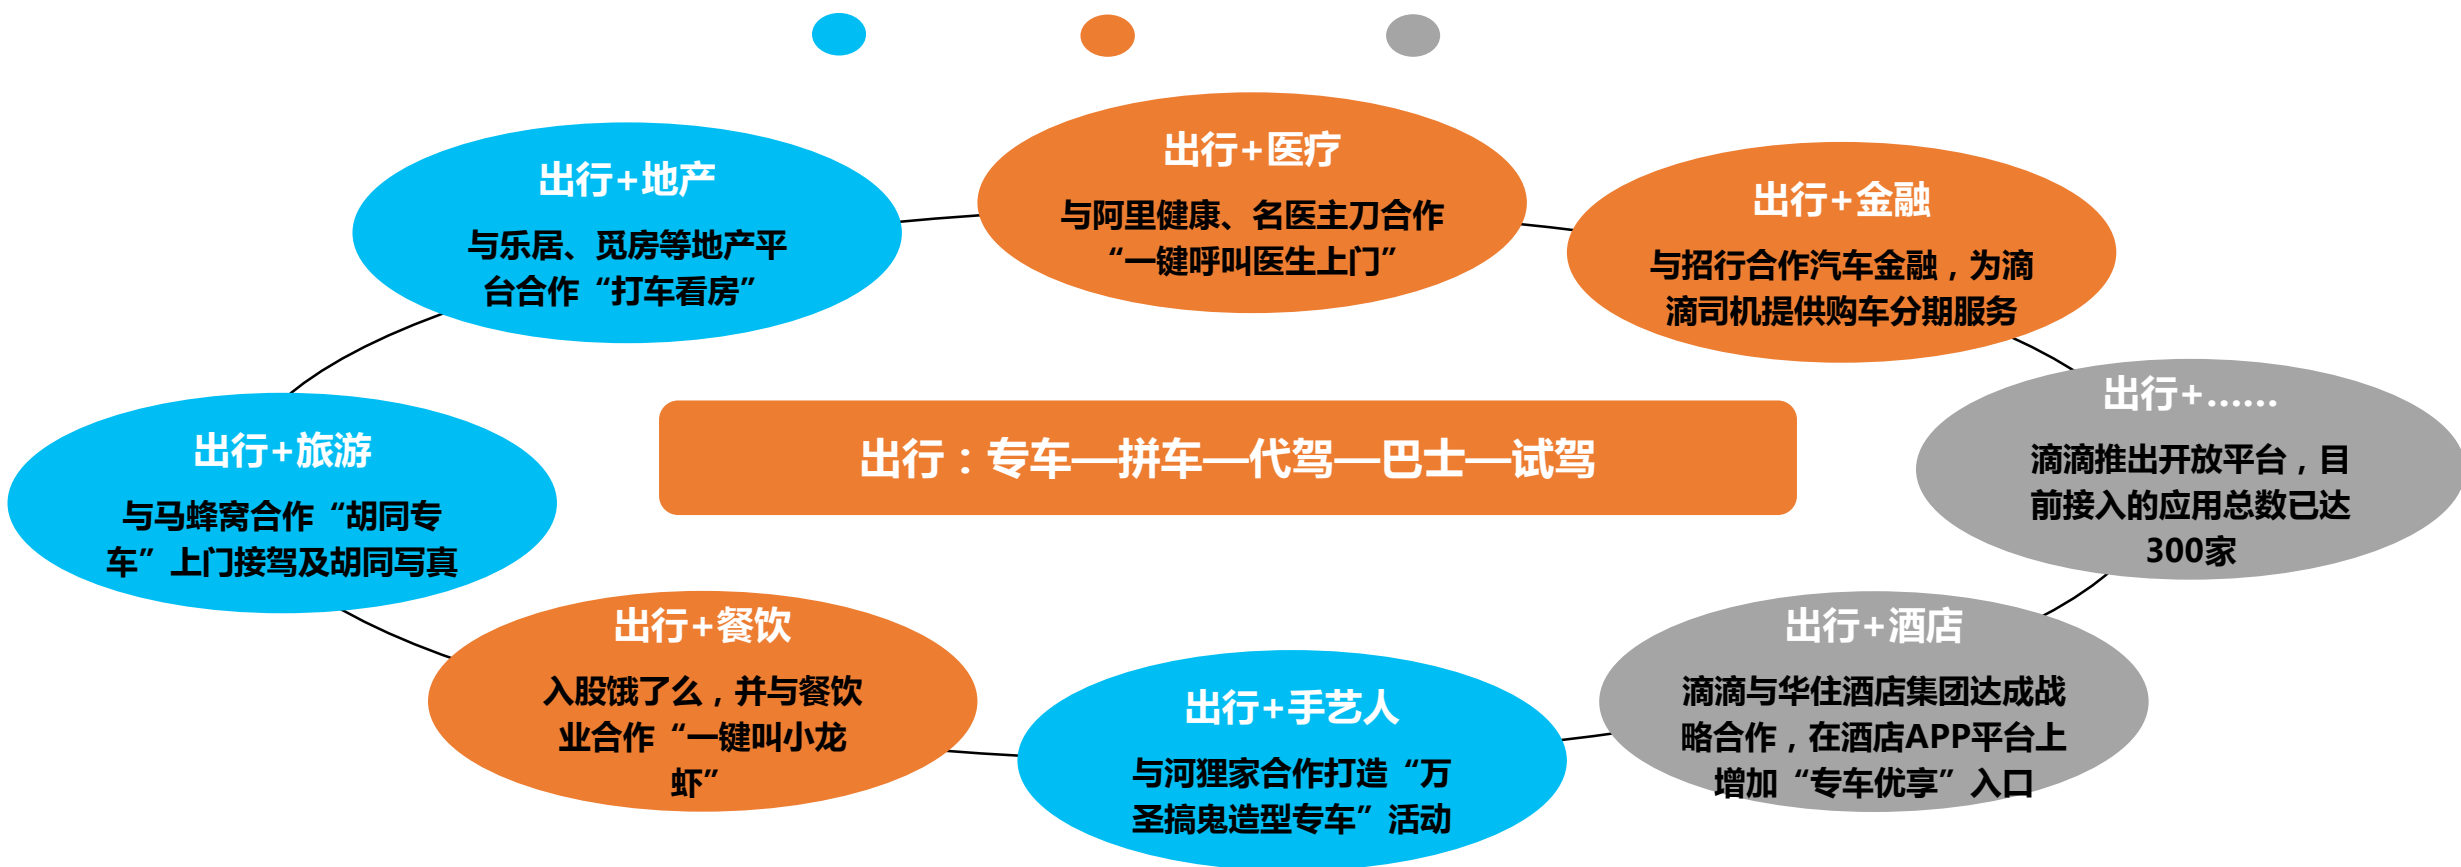 出行+医疗
与阿里健康、名医主刀合作
“一键呼叫医生上门”
出行+地产
与乐居、觅房等地产平
台合作“打车看房”
出行+金融
与招行合作汽车金融，为滴
滴司机提供购车分期服务
出行+……
滴滴推出开放平台，目
前接入的应用总数已达
300家
出行：专车—拼车—代驾—巴士—试驾
出行+旅游
与马蜂窝合作“胡同专
车”上门接驾及胡同写真
出行+餐饮
入股饿了么，并与餐饮
业合作“一键叫小龙
虾”
出行+手艺人
与河狸家合作打造“万
圣搞鬼造型专车”活动
出行+酒店
滴滴与华住酒店集团达成战
略合作，在酒店APP平台上
增加“专车优享”入口